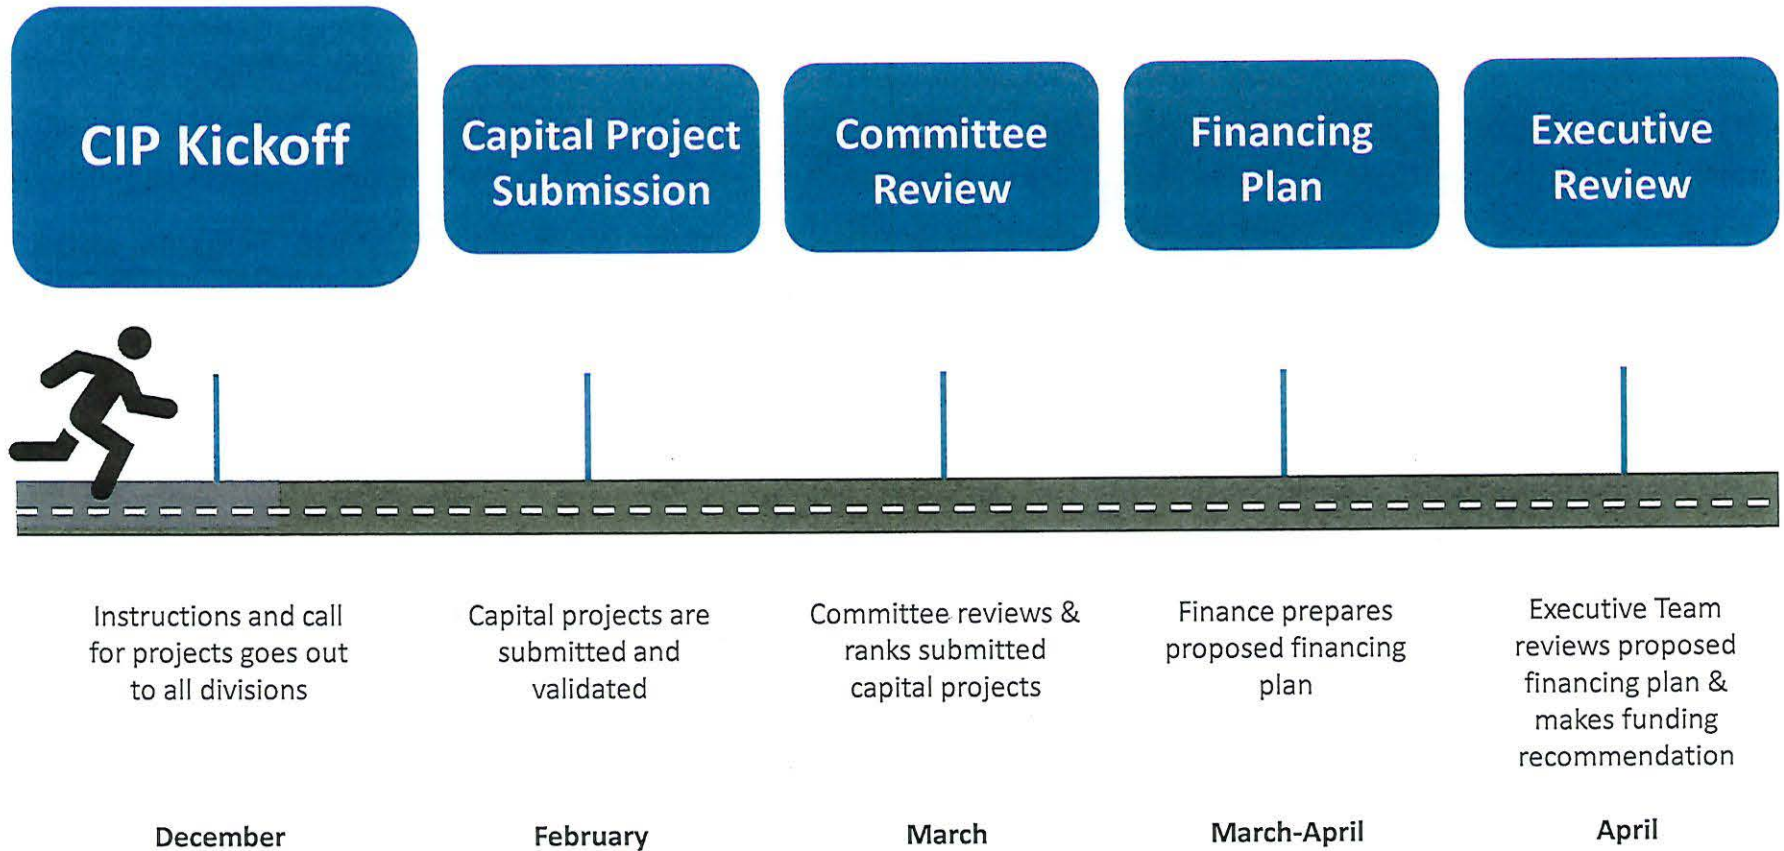 CIP Kickoff
Capital Project
Submission
Committee
Review
Financing
Plan
Executive
Review
Instructions and call
for projects goes out
to all divisions
Capital projects are
submitted and
validated
Committee reviews &
ranks submitted
capital projects
Finance prepares
proposed financing
plan
Executive Team
reviews proposed
financing plan &
makes funding
recommendation
December
February
March
March-April
April